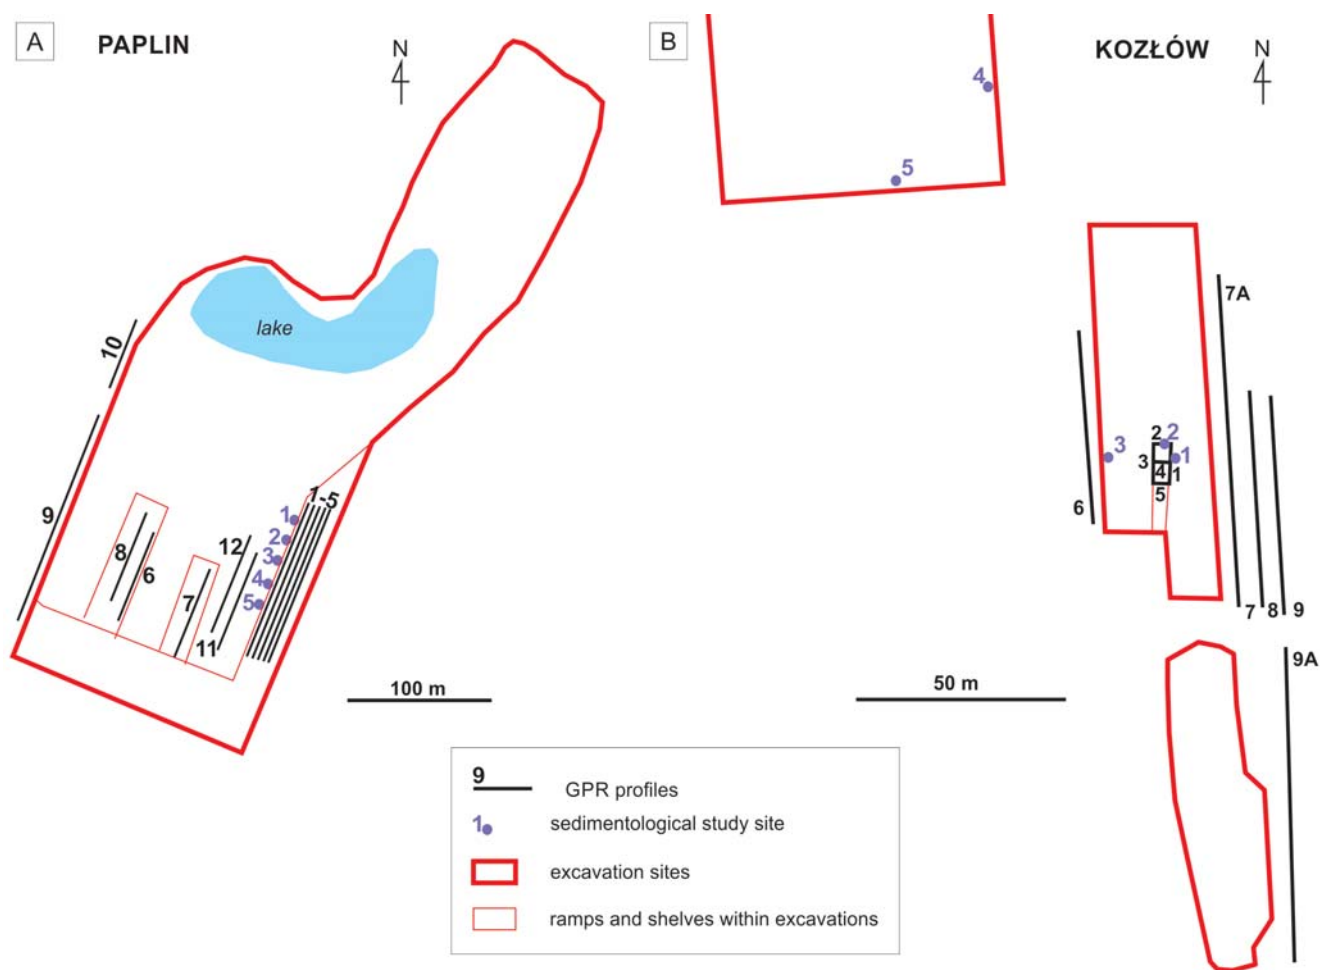 A
PAPLIN
N
lake
10
9
8
6
7
12
11
1-5
1
2
3
4
5
100 m
B
KOZŁÓW
N
4
5
7A
6
3
2
2
1
3
4
1
5
7
8
9
9A
50 m
9
GPR profiles
1
sedimentological study site
excavation sites
ramps and shelves within excavations